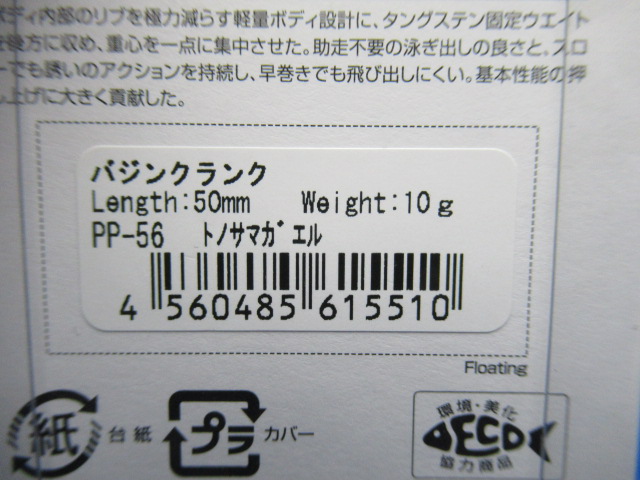 ボディ内部のリブを極力減らす軽量ボディ設計に、タングステン固定ウエイト
を後方に収め、重心を一点に集中させた。助走不要の泳ぎ出しの良さと、スロ
ーでも誘いのアクションを持続し、早巻きでも飛び出しにくい。基本性能の押
し上げに大きく貢献した。
バジンクランク
Length:50mm Weight:10g
PP-56 トノサマガエル
4 560485 615510
Floating
紙 台紙 プラ カバー
環境・美化
ECO
協力商品